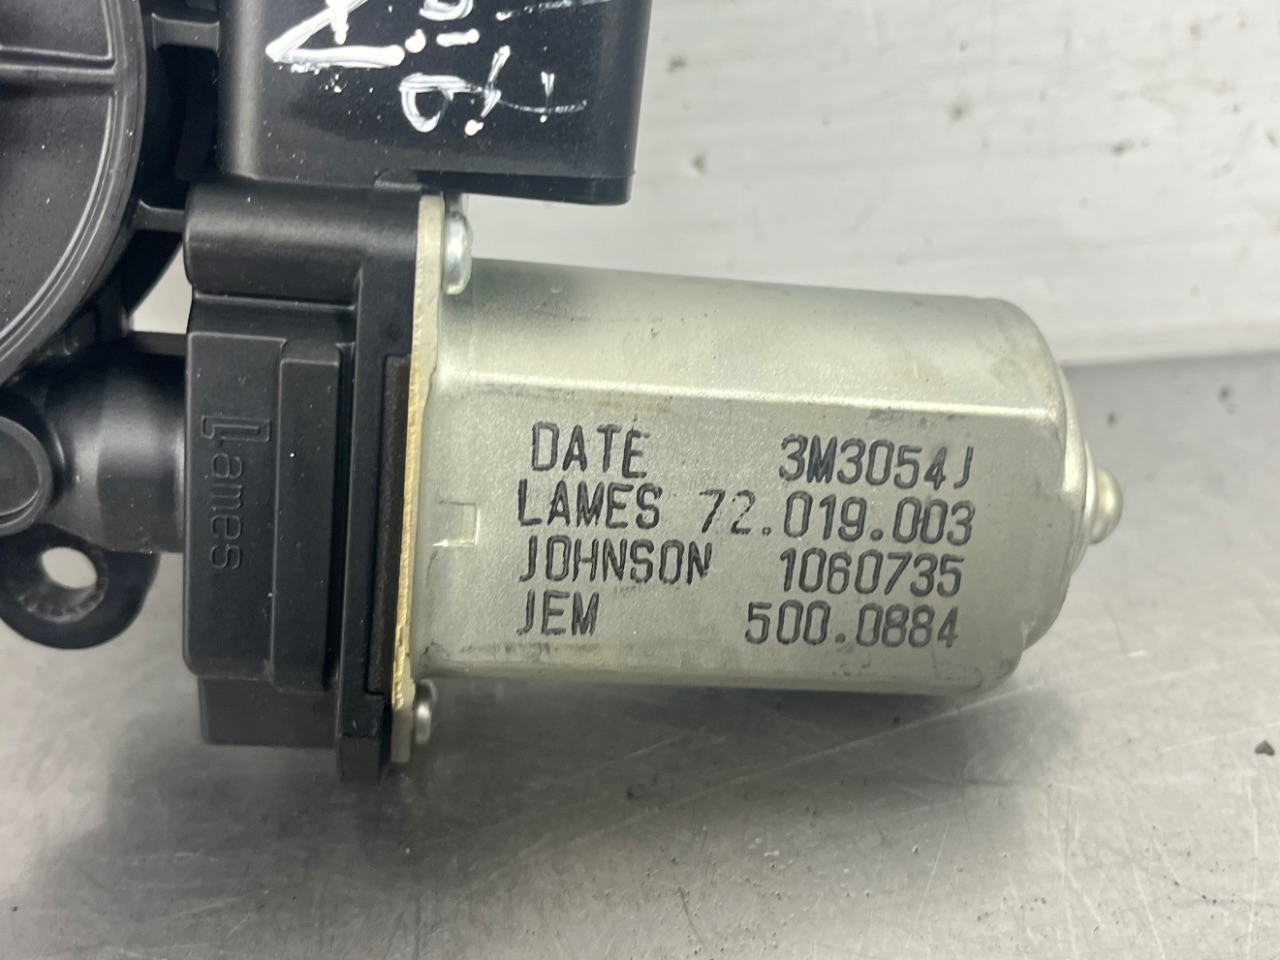 DATE 3M3054J
LAMES 72.019.003
JOHNSON 1060735
JEM 500.0884
Lames